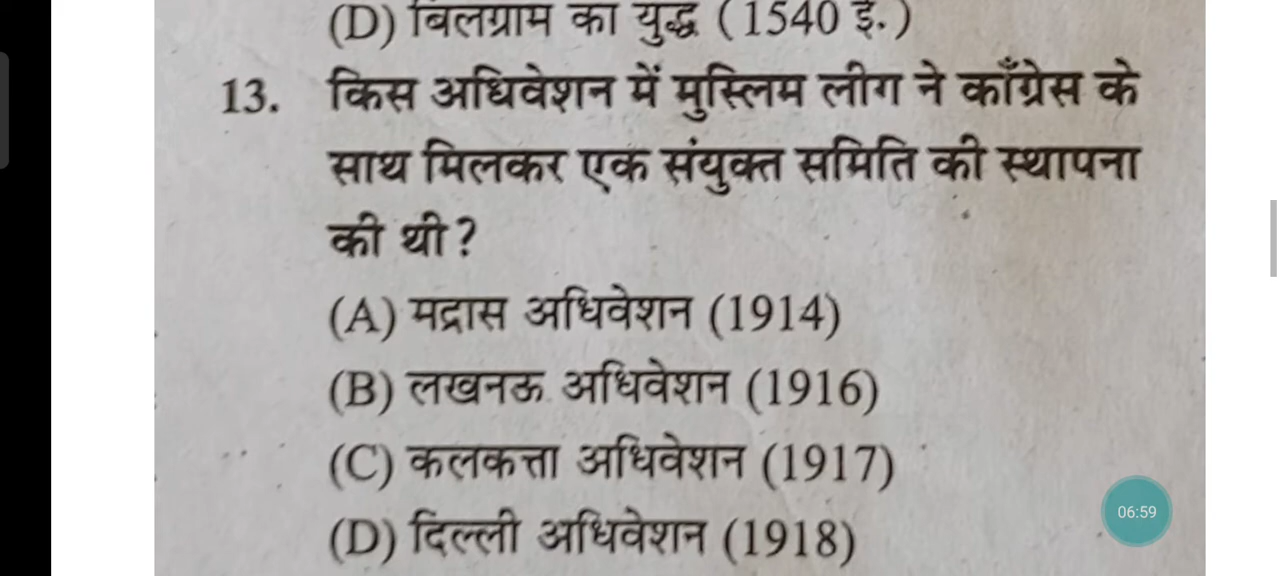 (D) बिलग्राम का युद्ध (1540 ई.)
13. किस अधिवेशन में मुस्लिम लीग ने काँग्रेस के
साथ मिलकर एक संयुक्त समिति की स्थापना
की थी?
(A) मद्रास अधिवेशन (1914)
(B) लखनऊ अधिवेशन (1916)
(C) कलकत्ता अधिवेशन (1917)
(D) दिल्ली अधिवेशन (1918)
06:59